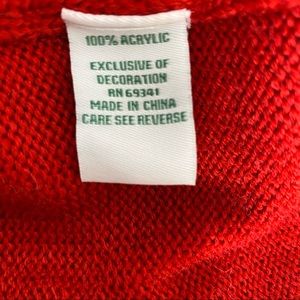 100% ACRYLIC
EXCLUSIVE OF
DECORATION
RN 69341
MADE IN CHINA
CARE SEE REVERSE